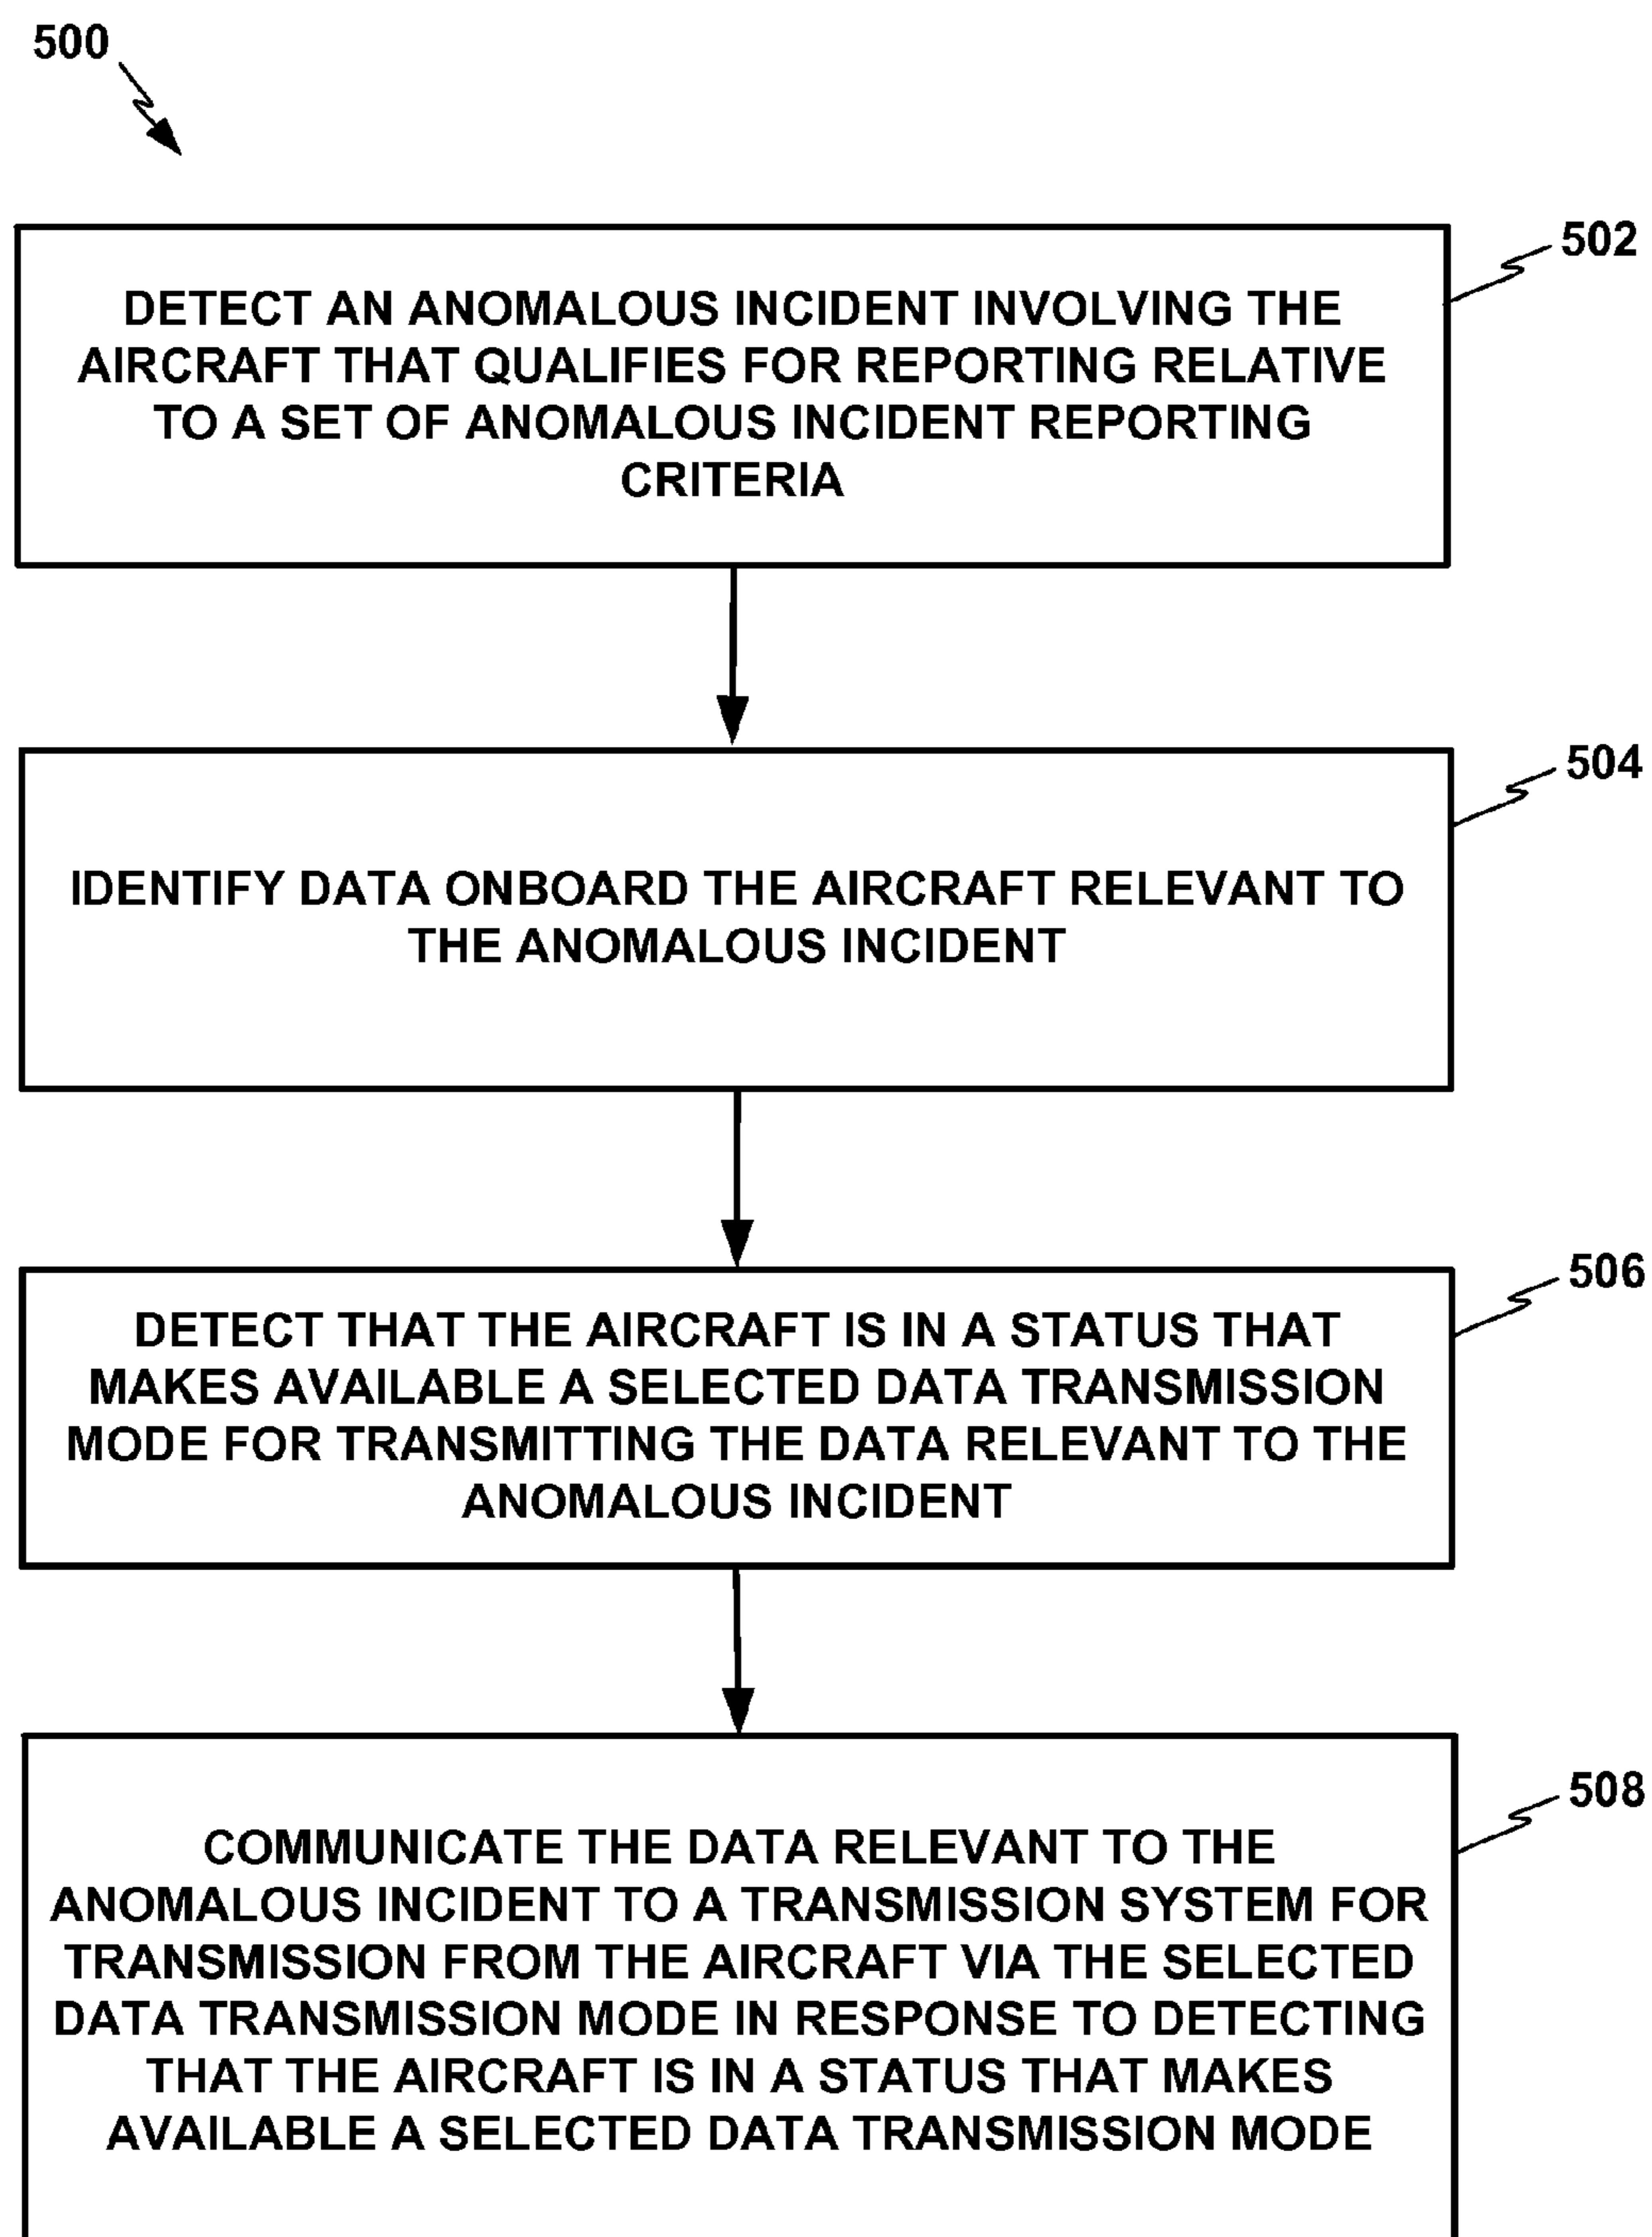 500
502
DETECT AN ANOMALOUS INCIDENT INVOLVING THE
AIRCRAFT THAT QUALIFIES FOR REPORTING RELATIVE
TO A SET OF ANOMALOUS INCIDENT REPORTING
CRITERIA
504
IDENTIFY DATA ONBOARD THE AIRCRAFT RELEVANT TO
THE ANOMALOUS INCIDENT
506
DETECT THAT THE AIRCRAFT IS IN A STATUS THAT
MAKES AVAILABLE A SELECTED DATA TRANSMISSION
MODE FOR TRANSMITTING THE DATA RELEVANT TO THE
ANOMALOUS INCIDENT
508
COMMUNICATE THE DATA RELEVANT TO THE
ANOMALOUS INCIDENT TO A TRANSMISSION SYSTEM FOR
TRANSMISSION FROM THE AIRCRAFT VIA THE SELECTED
DATA TRANSMISSION MODE IN RESPONSE TO DETECTING
THAT THE AIRCRAFT IS IN A STATUS THAT MAKES
AVAILABLE A SELECTED DATA TRANSMISSION MODE